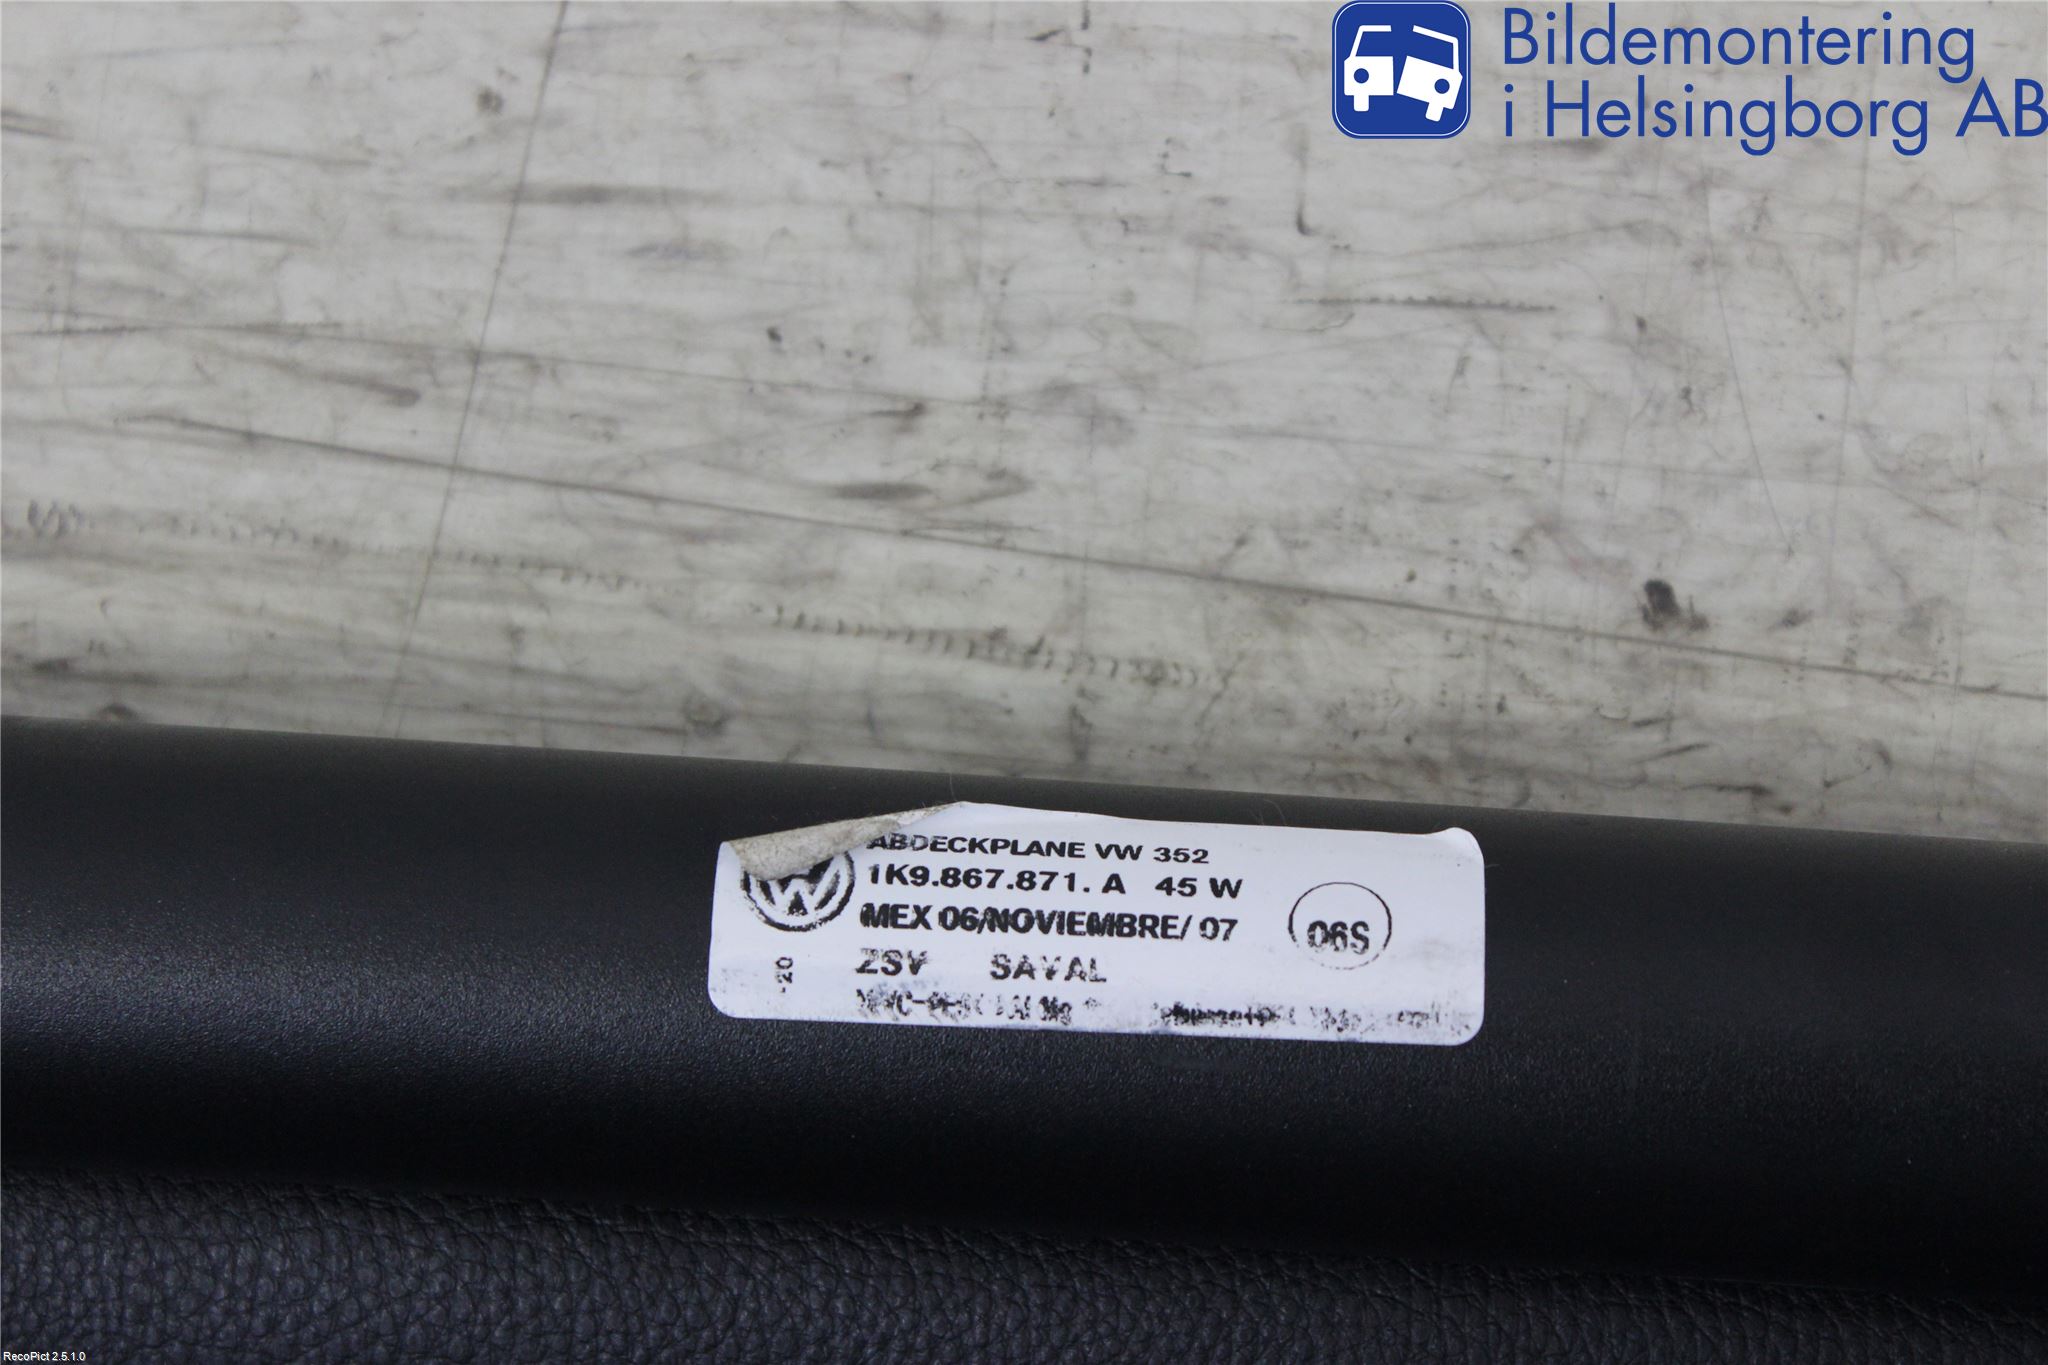 Bildemontering
i Helsingborg AB
ABDECKPLANE VW 352
1K9.867.871. A 45 W
MEX 06/NOVIEMBRE/ 07
06S
ZSV SAVAL
-20
RecoPict 2.5.1.0